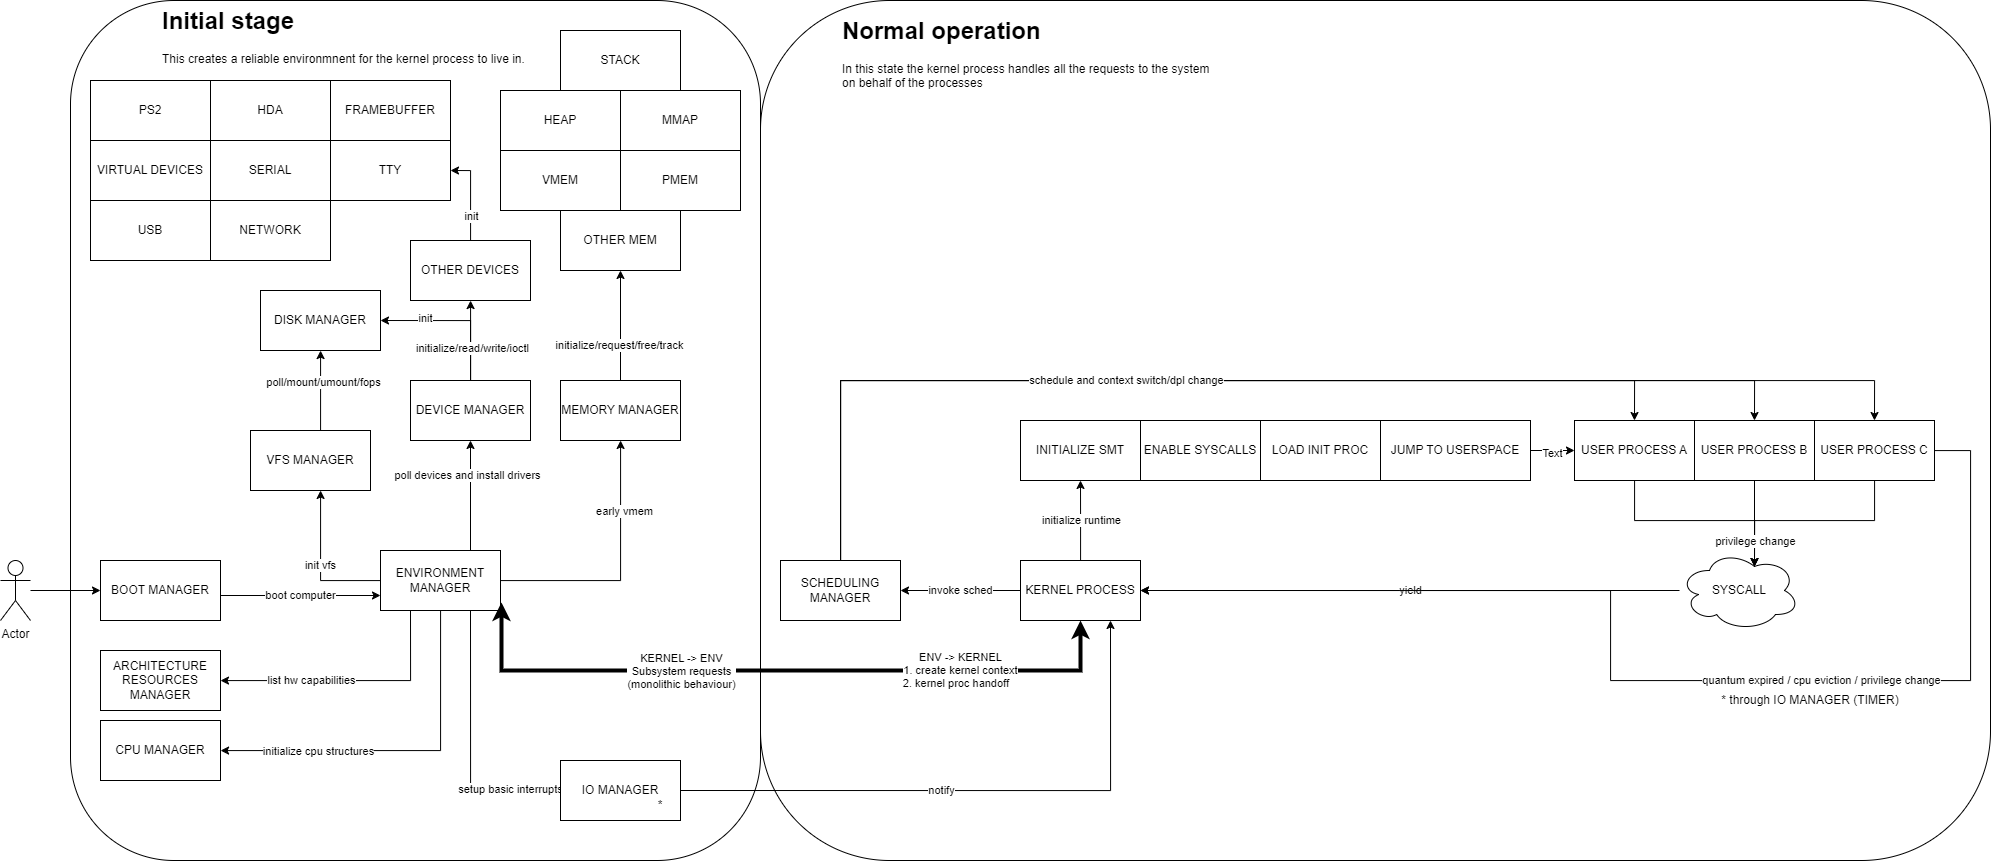 Initial stage
This creates a reliable environmnent for the kernel process to live in.
PS2
HDA
FRAMEBUFFER
VIRTUAL DEVICES
SERIAL
TTY
USB
NETWORK
STACK
HEAP
MMAP
VMEM
PMEM
OTHER MEM
init
OTHER DEVICES
DISK MANAGER
init
initialize/read/write/ioctl
initialize/request/free/track
poll/mount/umount/fops
DEVICE MANAGER
MEMORY MANAGER
VFS MANAGER
poll devices and install drivers
early vmem
init vfs
Actor
BOOT MANAGER
boot computer
ENVIRONMENT
MANAGER
ARCHITECTURE
RESOURCES
MANAGER
list hw capabilities
CPU MANAGER
initialize cpu structures
setup basic interrupts
IO MANAGER
*
KERNEL -> ENV
Subsystem requests
(monolithic behaviour)
Normal operation
In this state the kernel process handles all the requests to the system
on behalf of the processes
schedule and context switch/dpl change
INITIALIZE SMT
ENABLE SYSCALLS
LOAD INIT PROC
JUMP TO USERSPACE
Text
USER PROCESS A
USER PROCESS B
USER PROCESS C
initialize runtime
privilege change
SCHEDULING
MANAGER
invoke sched
KERNEL PROCESS
yield
SYSCALL
ENV -> KERNEL
1. create kernel context
2. kernel proc handoff
quantum expired / cpu eviction / privilege change
* through IO MANAGER (TIMER)
notify